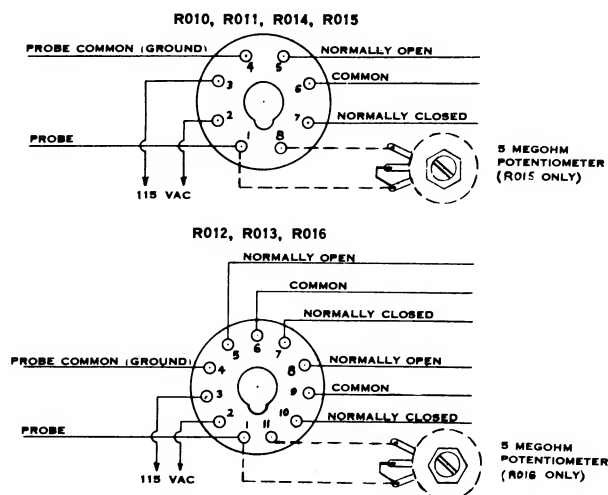 R010, R011, R014, R015
PROBE COMMON (GROUND)
NORMALLY OPEN
4
5
3
6
COMMON
2
7
NORMALLY CLOSED
PROBE
1
8
5 MEGOHM
POTENTIOMETER
(R015 ONLY)
115 VAC
R012, R013, R016
NORMALLY OPEN
COMMON
NORMALLY CLOSED
5
6
7
PROBE COMMON (GROUND)
4
8
NORMALLY OPEN
3
9
COMMON
2
10
NORMALLY CLOSED
PROBE
1
11
5 MEGOHM
POTENTIOMETER
(R016 ONLY)
115 VAC